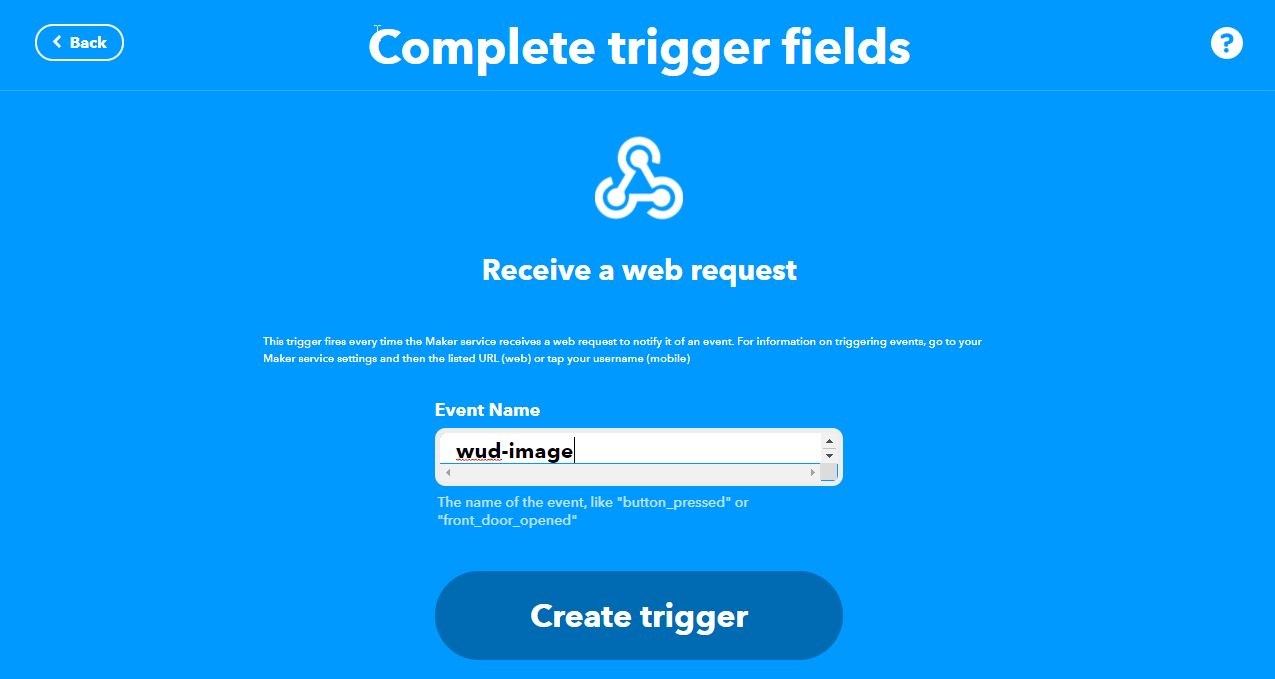 Back
Complete trigger fields
?
Receive a web request
This trigger fires every time the Maker service receives a web request to notify it of an event. For information on triggering events, go to your
Maker service settings and then the listed URL (web) or tap your username (mobile)
Event Name
wud-image
The name of the event, like "button_pressed" or
"front_door_opened"
Create trigger